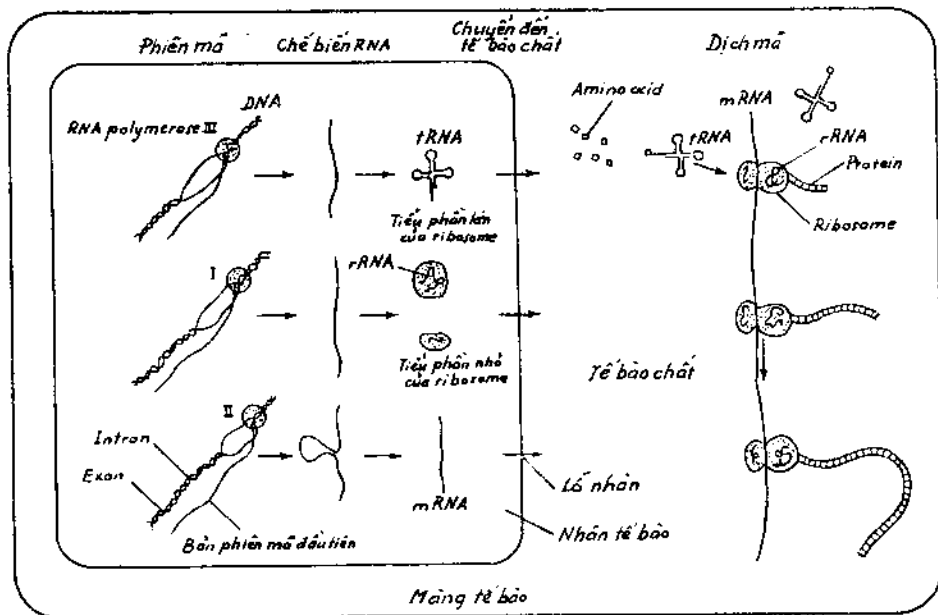 Phiên mã
Chế biến RNA
Chuyển đến
tế bào chất
Dịch mã
DNA
RNA polymerose III
tRNA
Tiểu phần lớn
của ribosome
Amino acid
tRNA
mRNA
rRNA
Protein
Ribosome
I
rRNA
Tiểu phần nhỏ
của ribosome
Tế bào chất
II
Intron
Exon
mRNA
Bản phiên mã đầu tiên
Lỗ nhân
Nhân tế bào
Màng tế bào